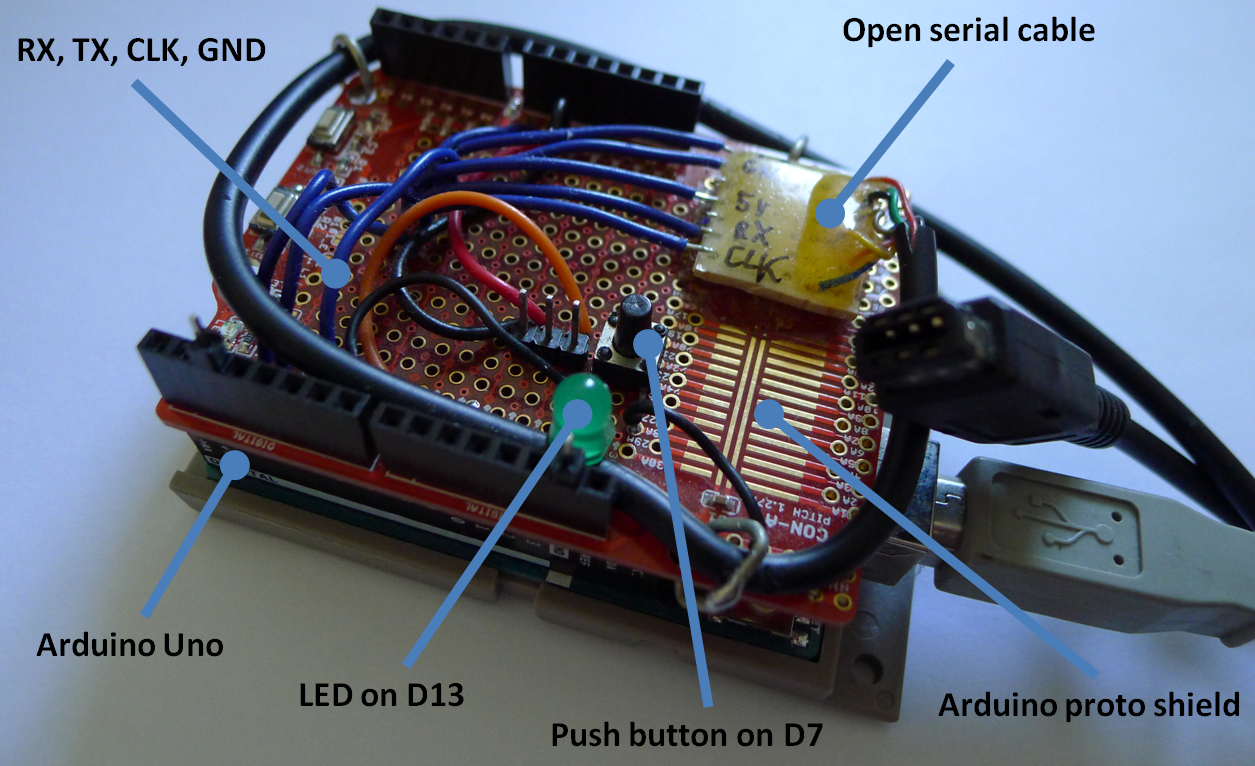 RX, TX, CLK, GND
Open serial cable
5V
RX
CLK
DIGITAL
DIGITAL
CON-A
PITCH 1.27
Arduino Uno
LED on D13
Push button on D7
Arduino proto shield